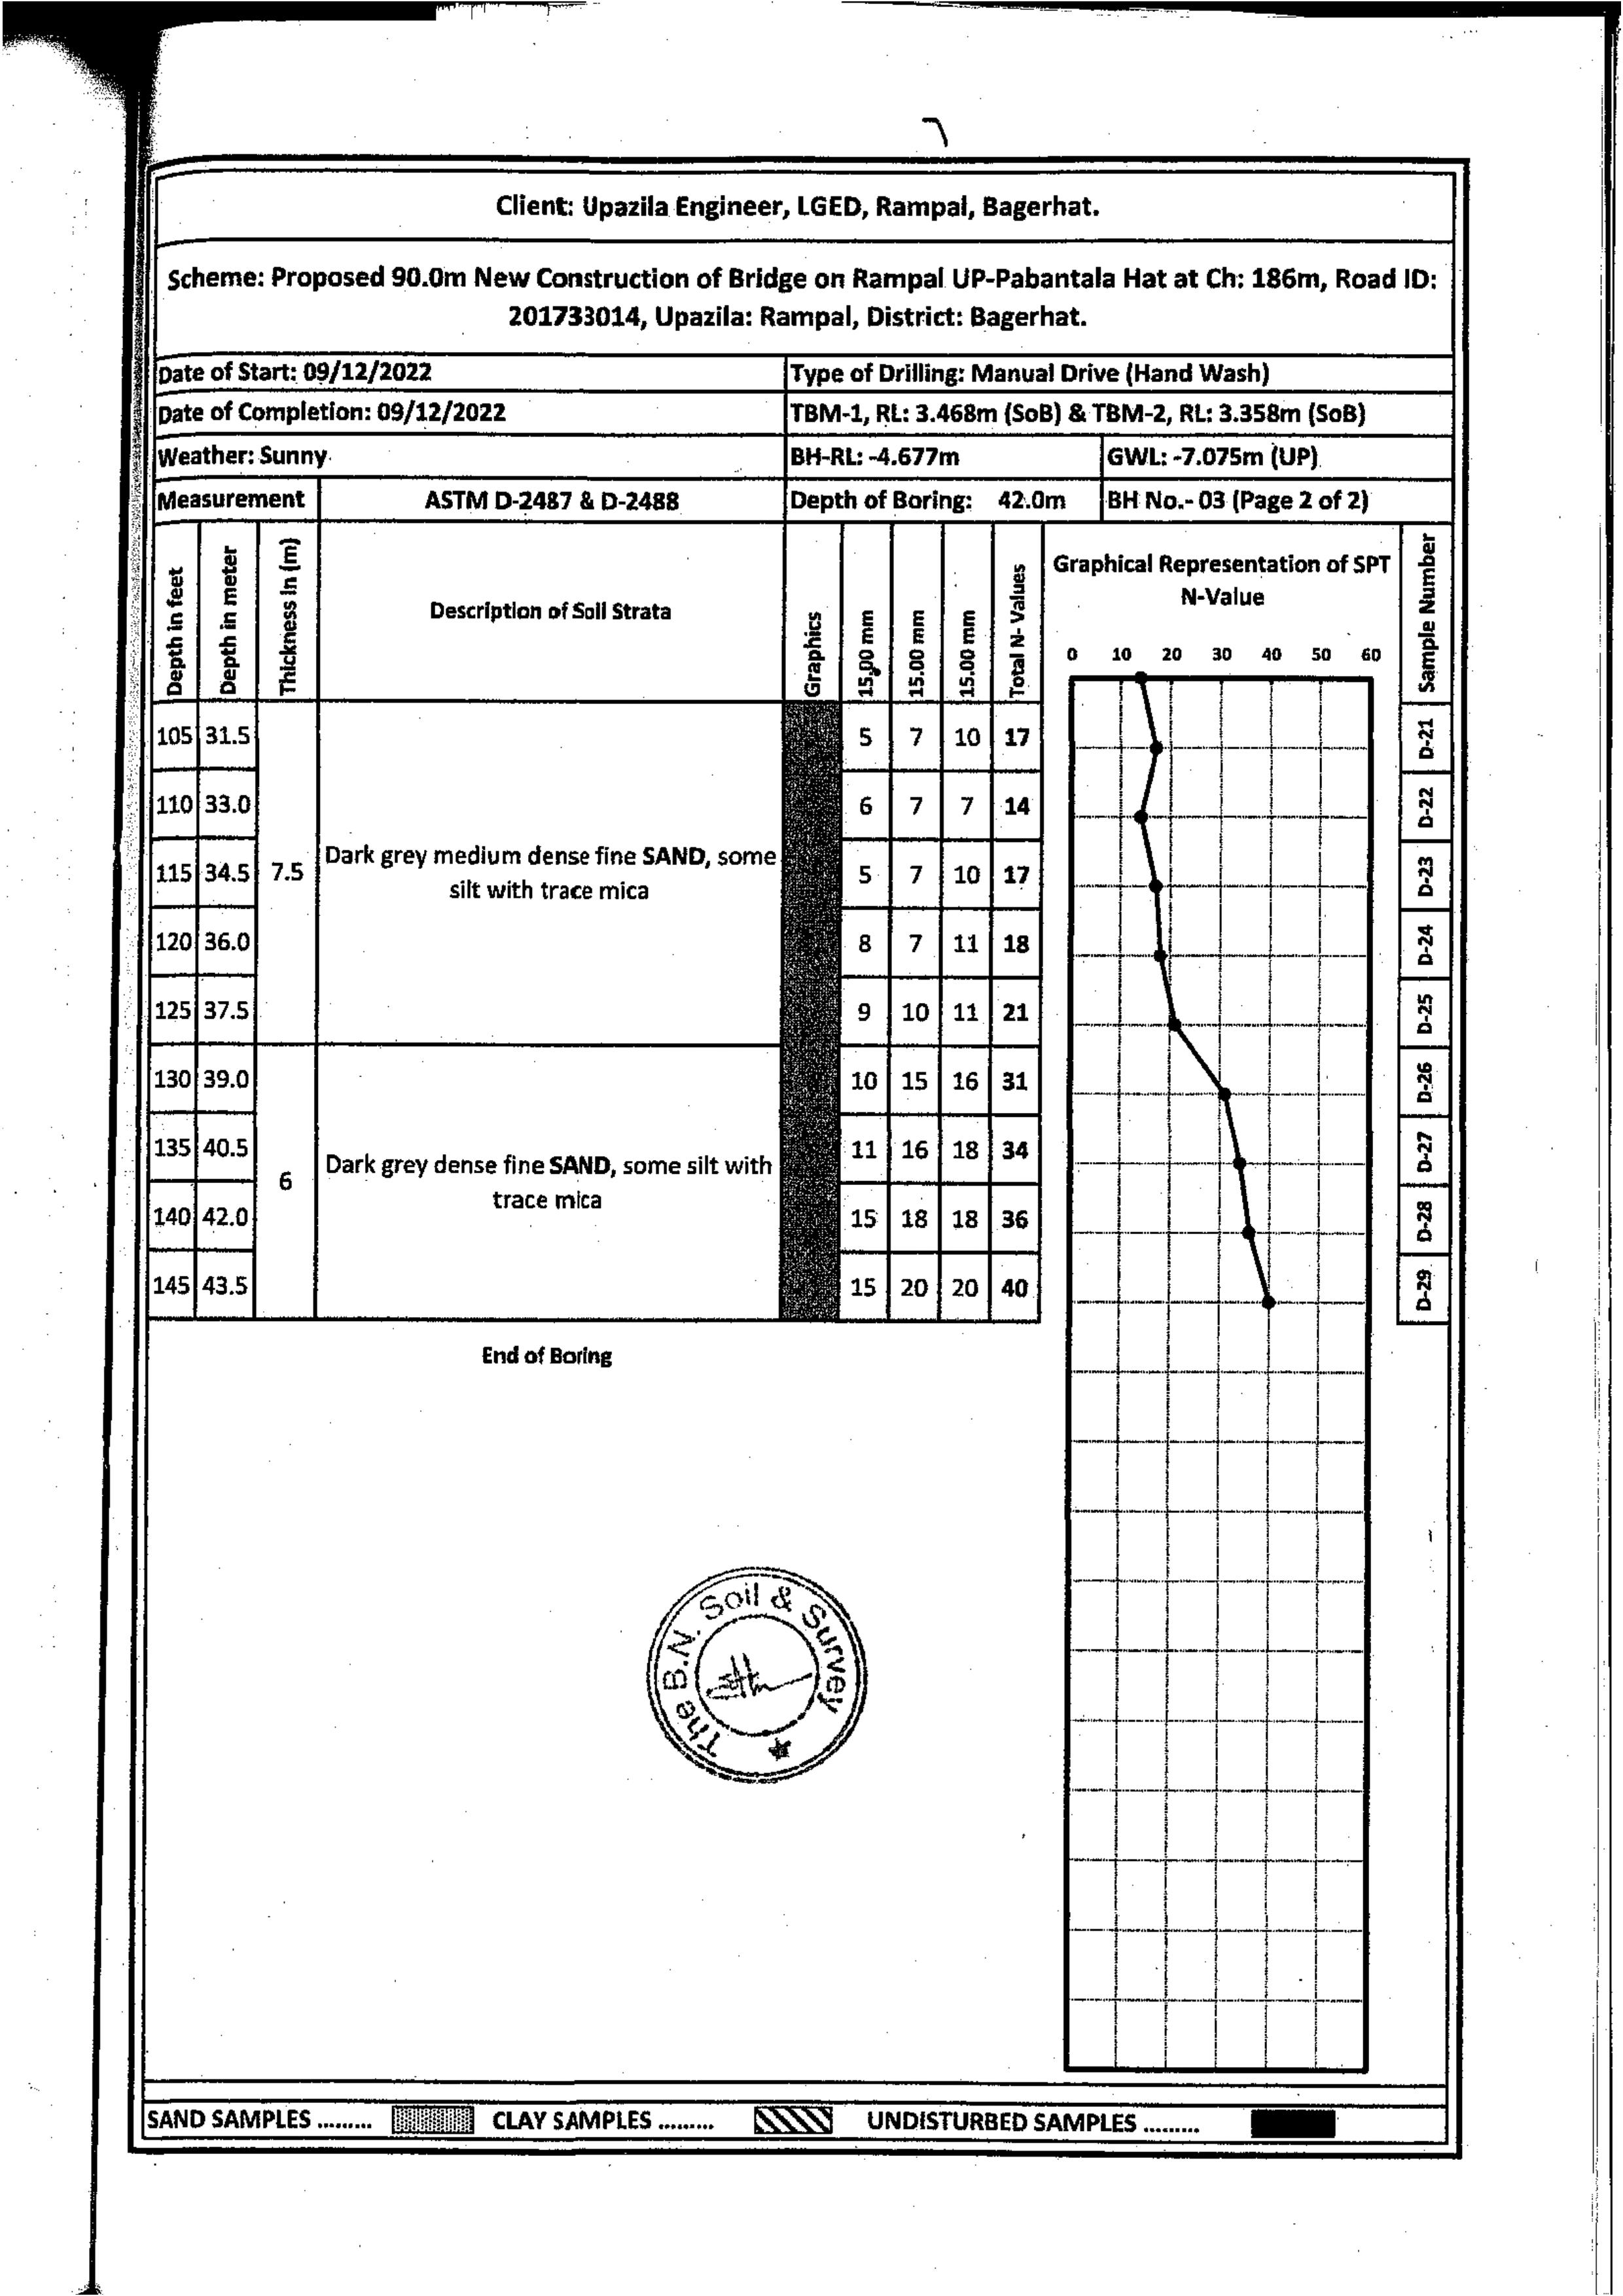 Client: Upazila Engineer, LGED, Rampal, Bagerhat.
Scheme: Proposed 90.0m New Construction of Bridge on Rampal UP-Pabantala Hat at Ch: 186m, Road ID:
201733014, Upazila: Rampal, District: Bagerhat.
Date of Start: 09/12/2022 Type of Drilling: Manual Drive (Hand Wash)
Date of Completion: 09/12/2022 TBM-1, RL: 3.468m (SoB) & TBM-2, RL: 3.358m (SoB)
Weather: Sunny BH-RL: -4.677m GWL: -7.075m (UP)
Measurement ASTM D-2487 & D-2488 Depth of Boring: 42.0m BH No.- 03 (Page 2 of 2)
Depth in feet Depth in meter Thickness in (m) Description of Soil Strata Graphics 15.00 mm 15.00 mm 15.00 mm Total N- Values Graphical Representation of SPT Sample Number
N-Value
0 10 20 30 40 50 60
105 31.5 5 7 10 17 D-21
110 33.0 6 7 7 14 D-22
Dark grey medium dense fine SAND, some
115 34.5 7.5 5 7 10 17 D-23
silt with trace mica
120 36.0 8 7 11 18 D-24
125 37.5 9 10 11 21 D-25
130 39.0 10 15 16 31 D-26
135 40.5 11 16 18 34 D-27
Dark grey dense fine SAND, some silt with
6
trace mica
140 42.0 15 18 18 36 D-28
145 43.5 15 20 20 40 D-29
End of Boring
The B.N. Soil & Survey
SAND SAMPLES ......... CLAY SAMPLES ......... UNDISTURBED SAMPLES .........